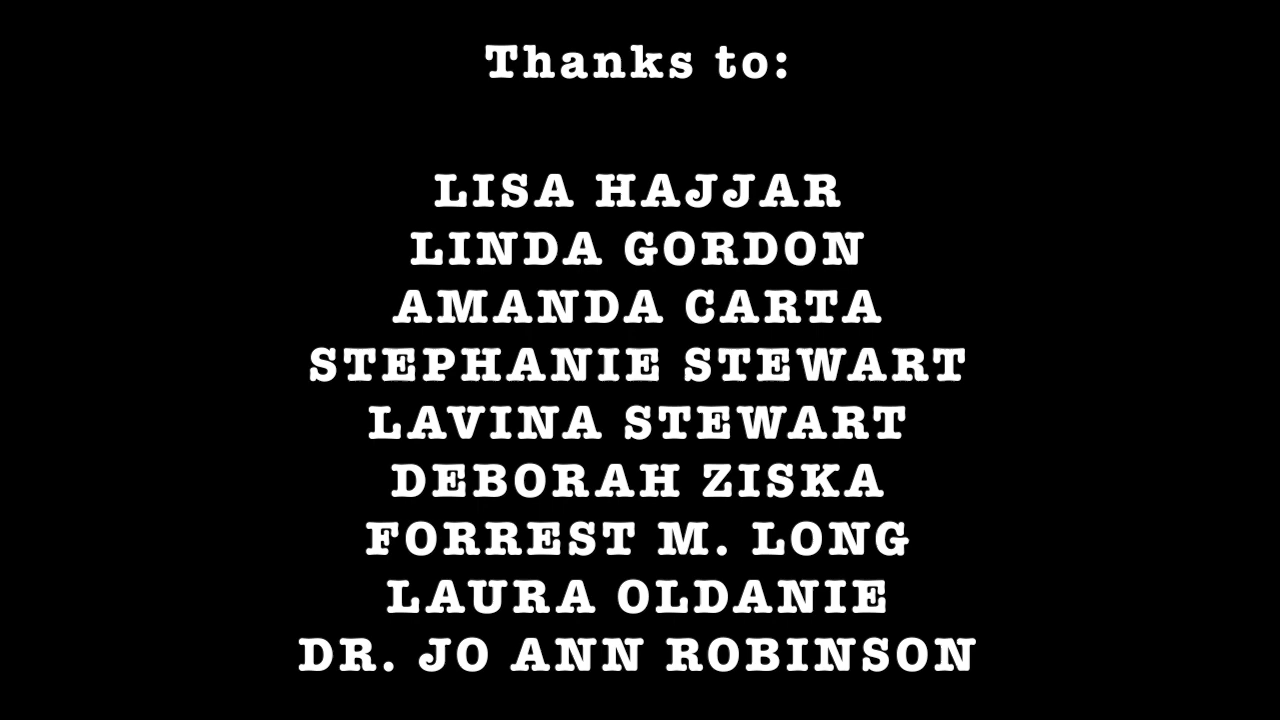 Thanks to:
LISA HAJJAR
LINDA GORDON
AMANDA CARTA
STEPHANIE STEWART
LAVINA STEWART
DEBORAH ZISKA
FORREST M. LONG
LAURA OLDANIE
DR. JO ANN ROBINSON